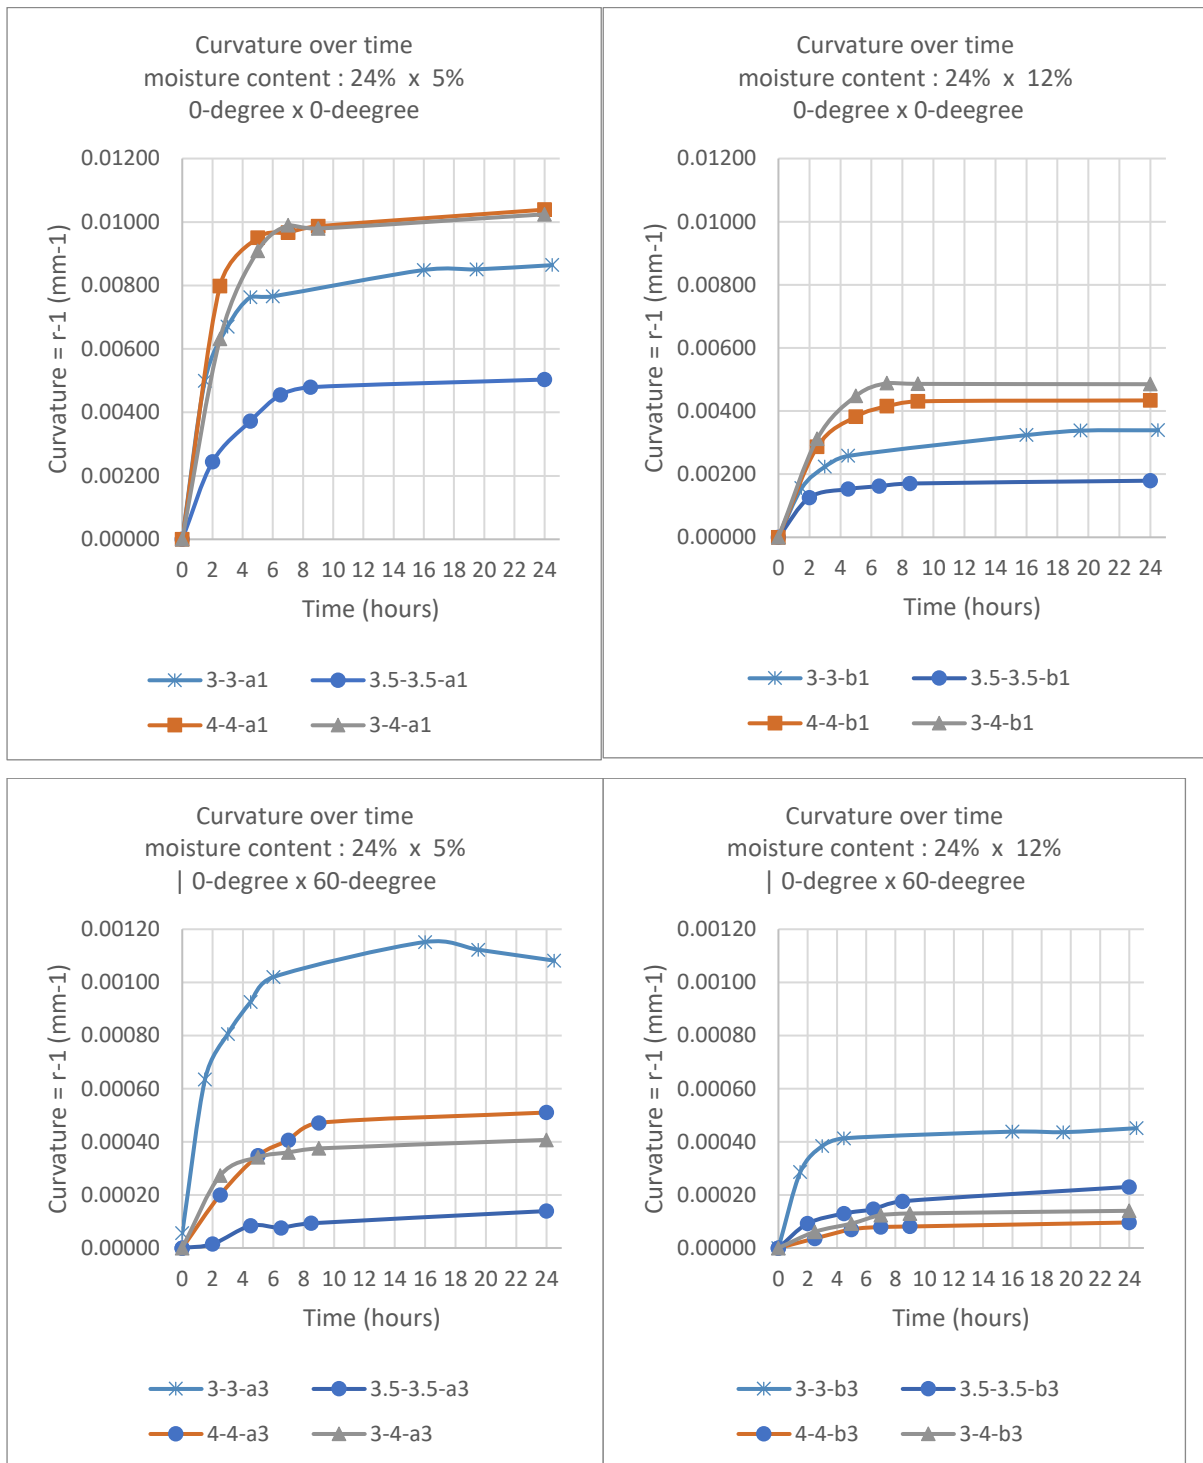 Curvature over time
moisture content : 24%  x  5%
0-degree x 0-deegree
0.01200
0.01000
0.00800
0.00600
0.00400
0.00200
0.00000
Curvature = r-1 (mm-1)
0 2 4 6 8 10 12 14 16 18 20 22 24
Time (hours)
3-3-a1 3.5-3.5-a1
4-4-a1 3-4-a1
Curvature over time
moisture content : 24%  x  12%
0-degree x 0-deegree
0.01200
0.01000
0.00800
0.00600
0.00400
0.00200
0.00000
Curvature = r-1 (mm-1)
0 2 4 6 8 10 12 14 16 18 20 22 24
Time (hours)
3-3-b1 3.5-3.5-b1
4-4-b1 3-4-b1
Curvature over time
moisture content : 24%  x  5%
| 0-degree x 60-deegree
0.00120
0.00100
0.00080
0.00060
0.00040
0.00020
0.00000
Curvature = r-1 (mm-1)
0 2 4 6 8 10 12 14 16 18 20 22 24
Time (hours)
3-3-a3 3.5-3.5-a3
4-4-a3 3-4-a3
Curvature over time
moisture content : 24%  x  12%
| 0-degree x 60-deegree
0.00120
0.00100
0.00080
0.00060
0.00040
0.00020
0.00000
Curvature = r-1 (mm-1)
0 2 4 6 8 10 12 14 16 18 20 22 24
Time (hours)
3-3-b3 3.5-3.5-b3
4-4-b3 3-4-b3